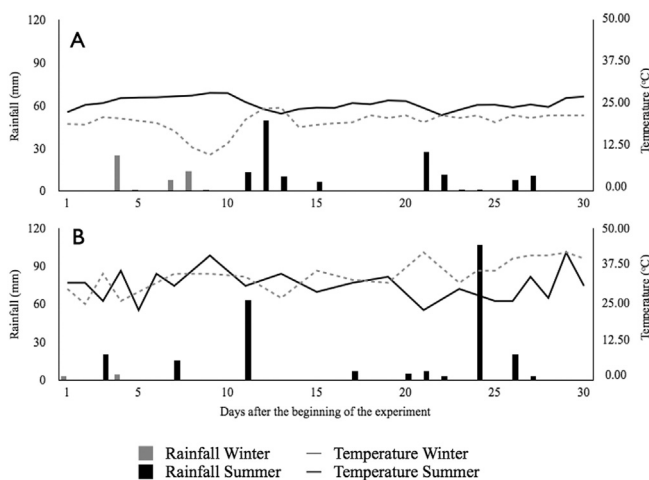 A
Rainfall (mm)
120
90
60
30
0
50.00
37.50
25.00
12.50
0.00
Temperature (°C)
1 5 10 15 20 25 30
B
Rainfall (mm)
120
90
60
30
0
50.00
37.50
25.00
12.50
0.00
Temperature (°C)
1 5 10 15 20 25 30
Days after the beginning of the experiment
Rainfall Winter Temperature Winter
Rainfall Summer Temperature Summer